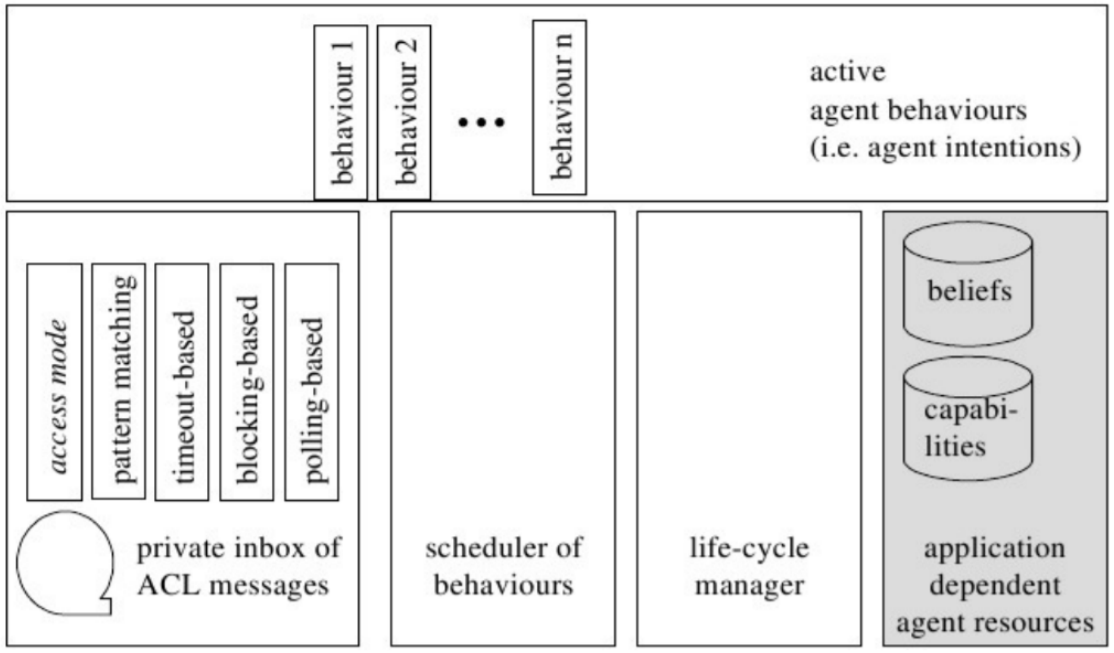 behaviour 1
behaviour 2
...
behaviour n
active
agent behaviours
(i.e. agent intentions)
access mode
pattern matching
timeout-based
blocking-based
polling-based
private inbox of
ACL messages
scheduler of
behaviours
life-cycle
manager
beliefs
capabi-
lities
application
dependent
agent resources